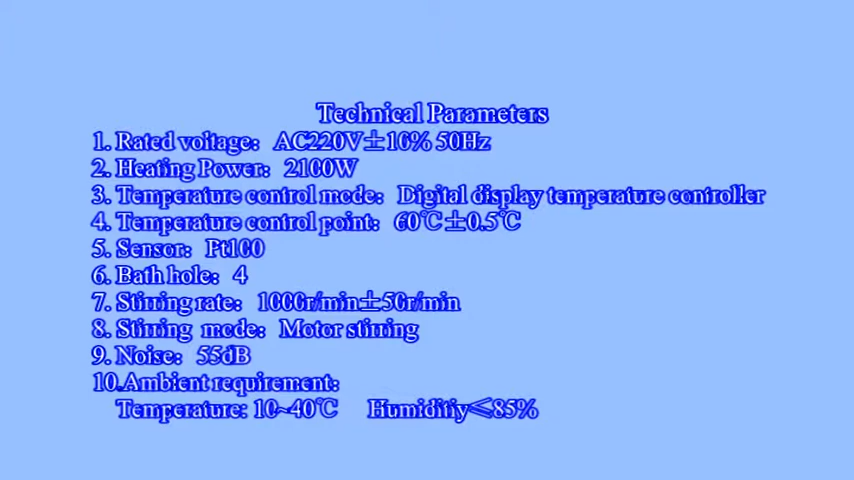 Technical Parameters
1. Rated voitage: AC220V±10% 50Hz
2. Heating Power: 2100W
3. Temperature control mode: Digital display temperature controller
4. Temperature control point: 60℃±0.5℃
5. Sensor: Pt100
6. Bath hole: 4
7. Stirring rate: 1000r/min±50r/min
8. Stirring mode: Motor stirring
9. Noise: 55dB
10.Ambient requirement:
Temperature: 10~40℃ Humiditiy≤85%